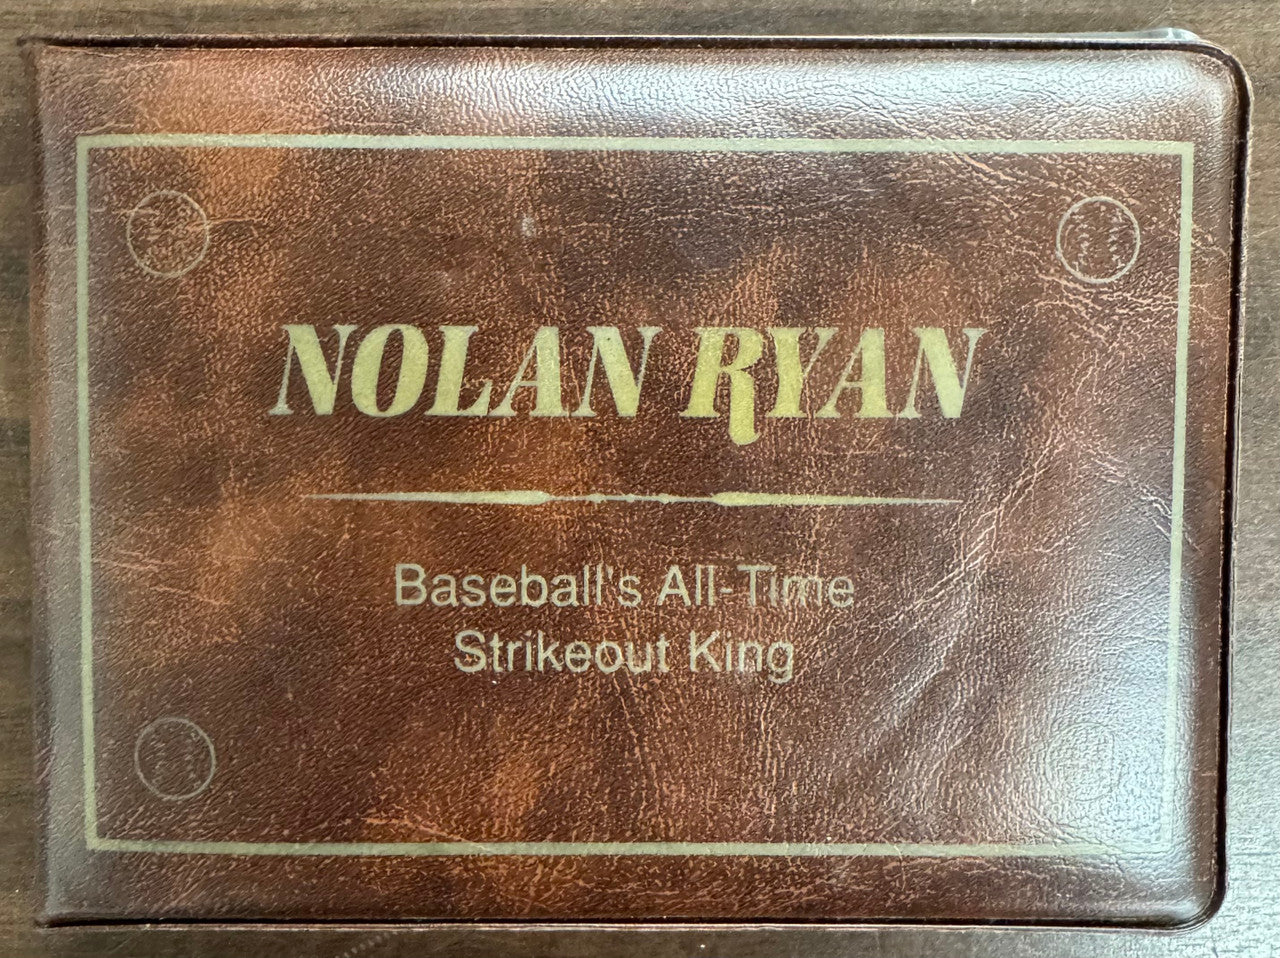 NOLAN RYAN
Baseball's All-Time
Strikeout King